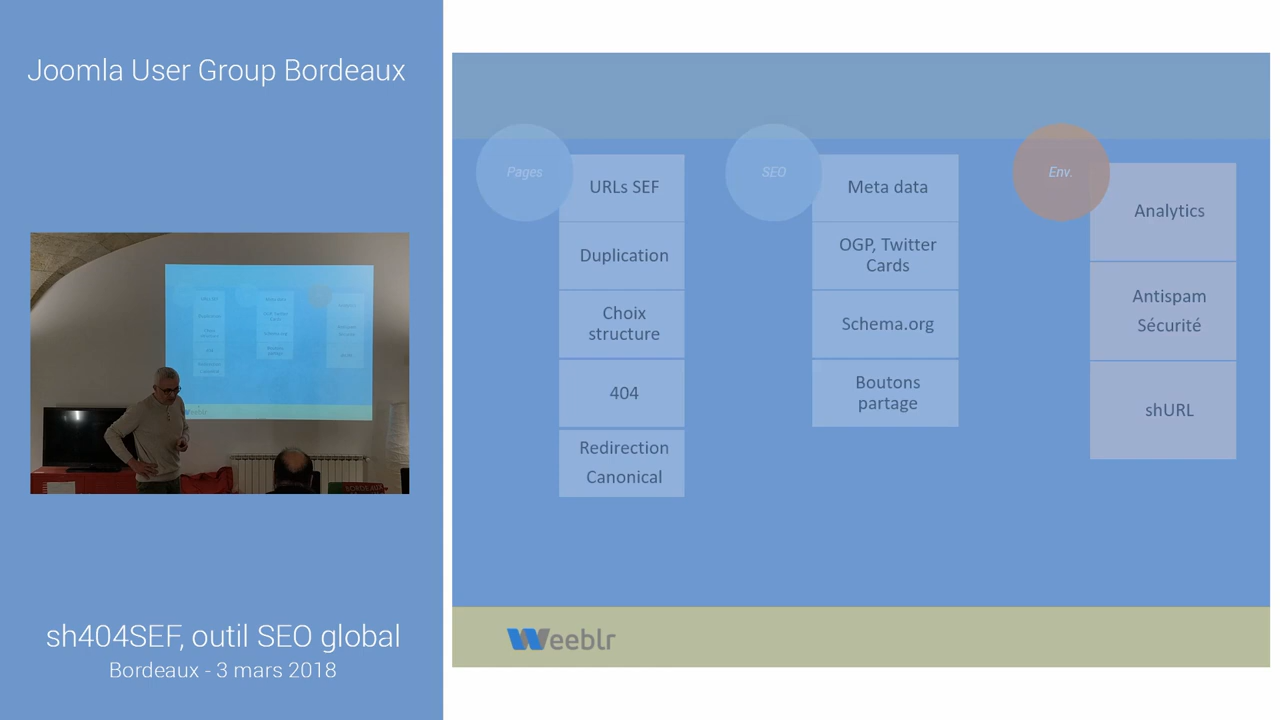 Joomla User Group Bordeaux
Pages
URLs SEF
Duplication
Choix
structure
404
Redirection
Canonical
SEO
Meta data
OGP, Twitter
Cards
Schema.org
Boutons
partage
Env.
Analytics
Antispam
Sécurité
shURL
Weeblr
sh404SEF, outil SEO global
Bordeaux - 3 mars 2018